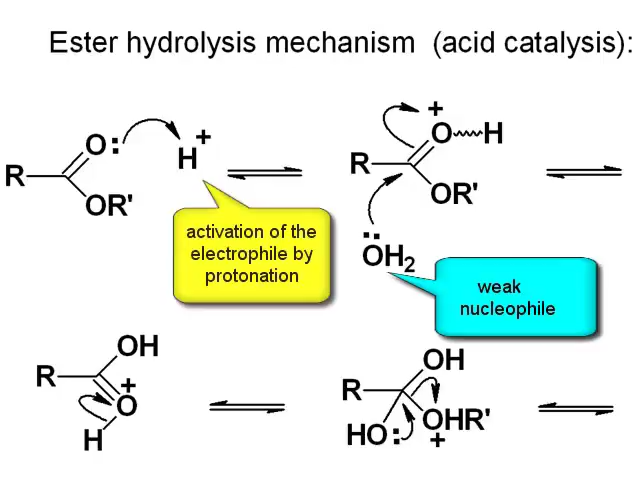 Ester hydrolysis mechanism (acid catalysis):
O: H+
R OR'
+
O H
R OR'
activation of the
electrophile by
protonation
:OH2
weak
nucleophile
OH
R
+
O
H
OH
R
HO: OHR'
+